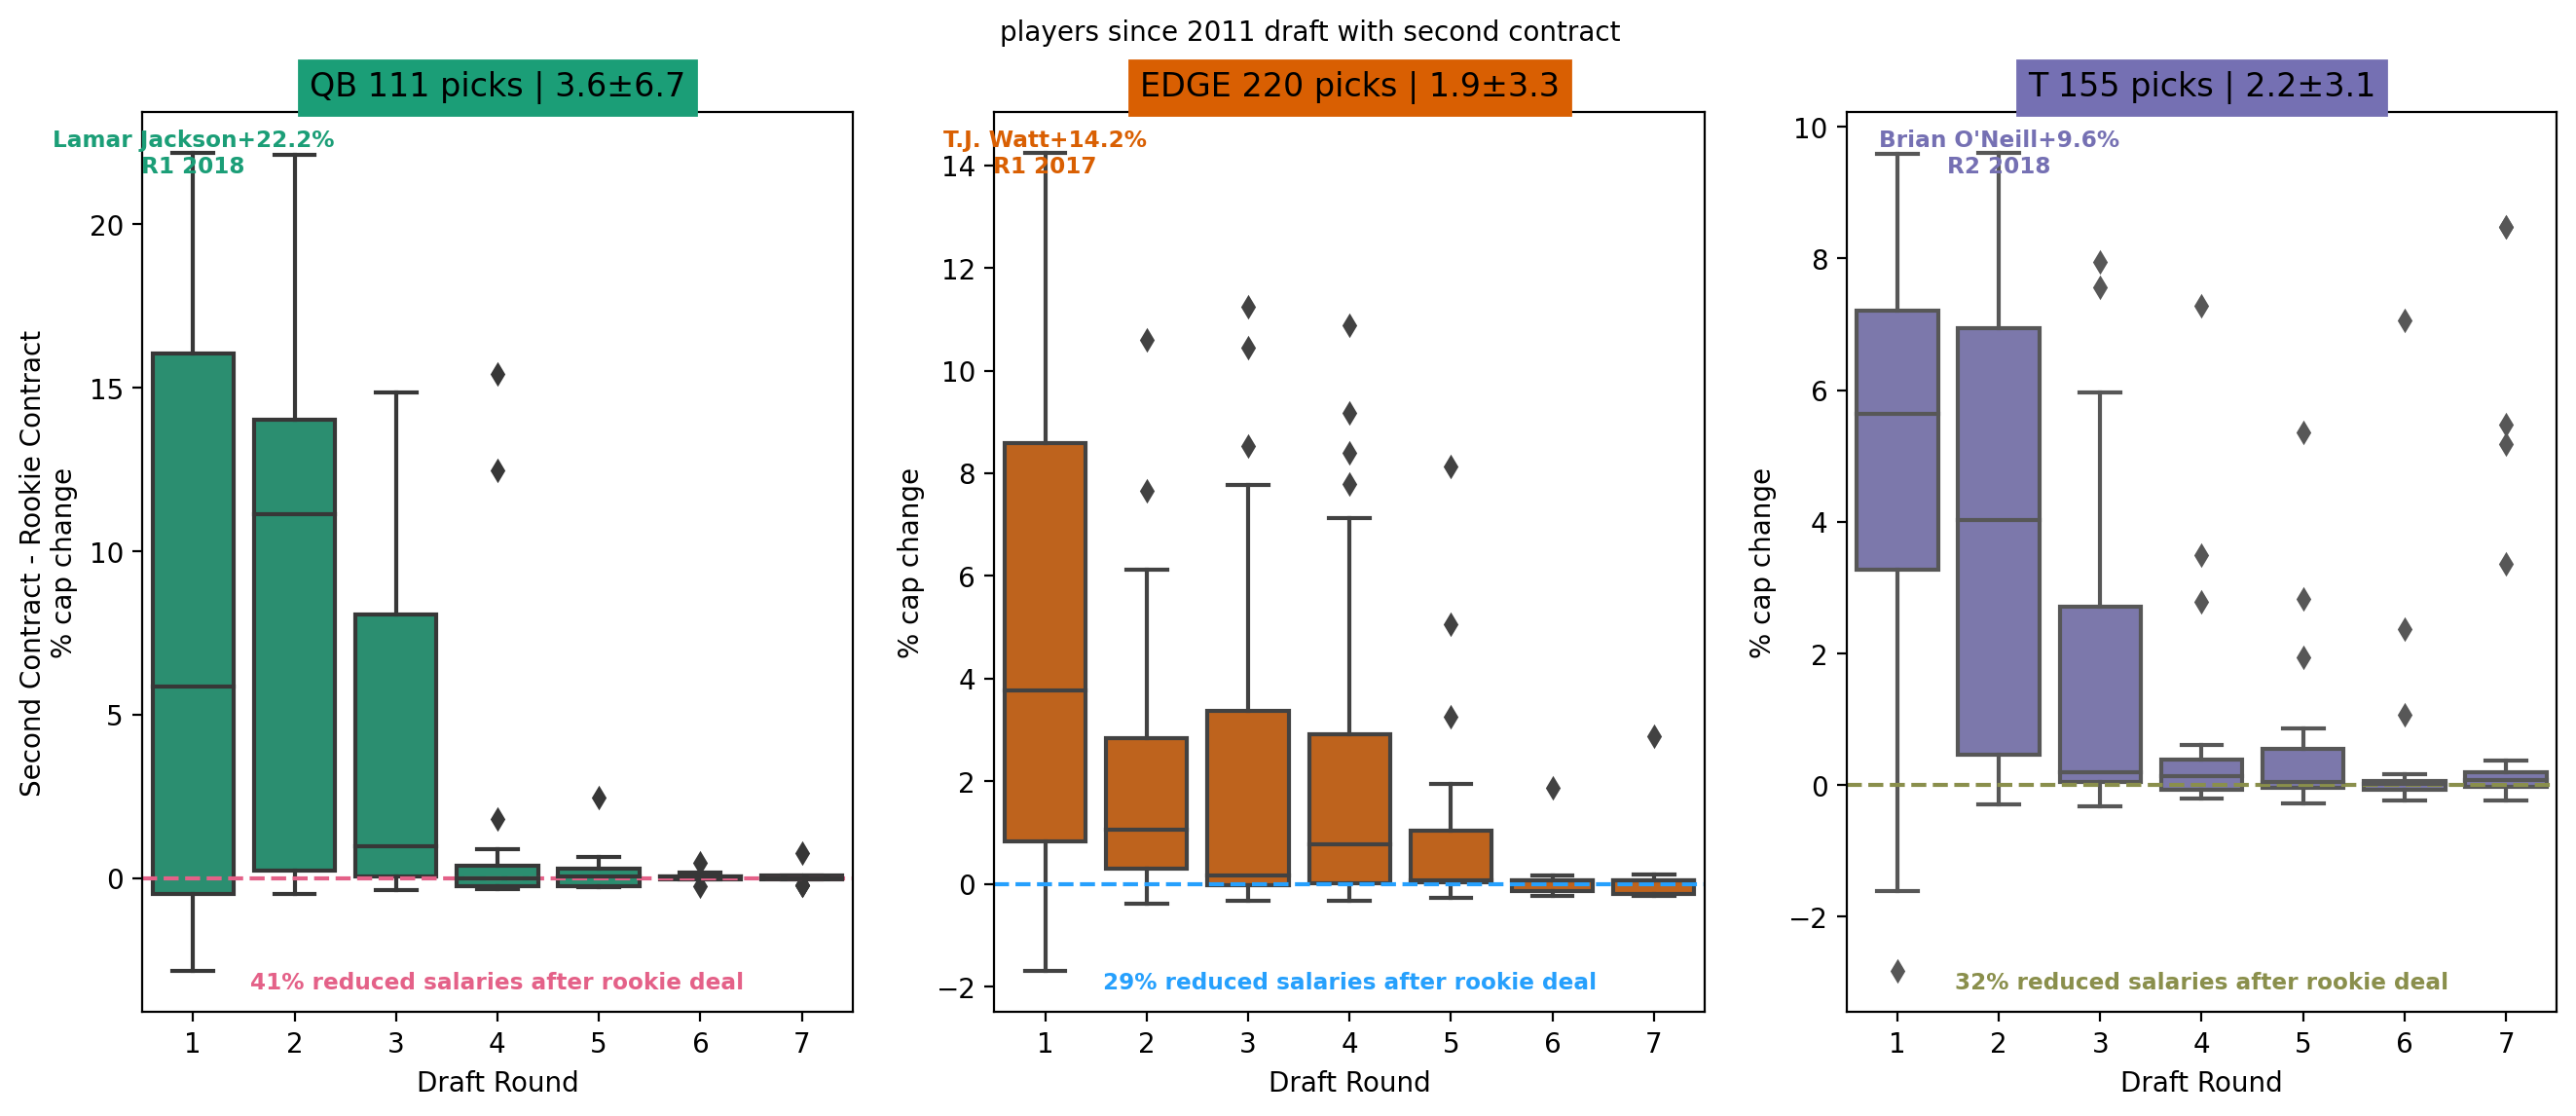 players since 2011 draft with second contract
QB 111 picks | 3.6±6.7
Lamar Jackson+22.2%
R1 2018
Second Contract - Rookie Contract
% cap change
20
15
10
5
0
41% reduced salaries after rookie deal
1 2 3 4 5 6 7
Draft Round
EDGE 220 picks | 1.9±3.3
T.J. Watt+14.2%
R1 2017
% cap change
14
12
10
8
6
4
2
0
−2
29% reduced salaries after rookie deal
1 2 3 4 5 6 7
Draft Round
T 155 picks | 2.2±3.1
Brian O'Neill+9.6%
R2 2018
% cap change
10
8
6
4
2
0
−2
32% reduced salaries after rookie deal
1 2 3 4 5 6 7
Draft Round